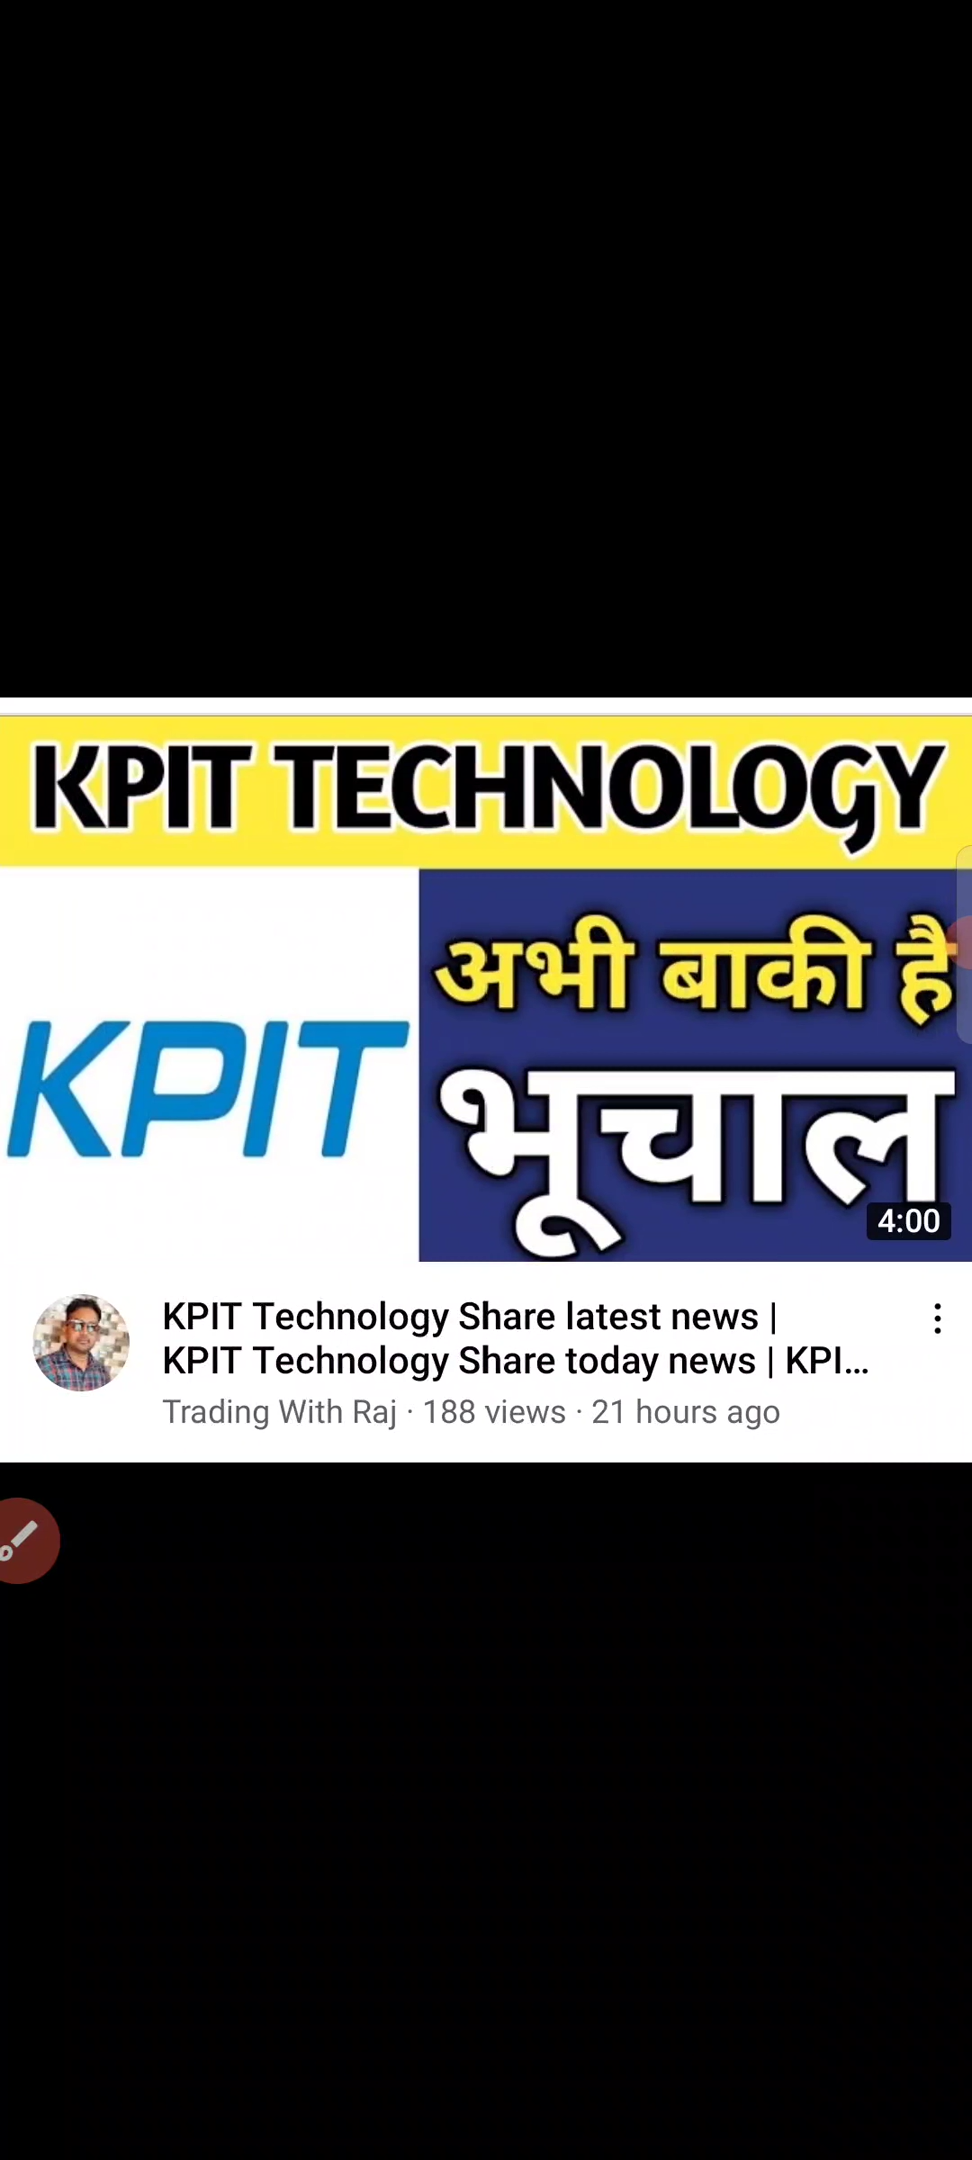 KPIT TECHNOLOGY
अभी बाकी है
KPIT
भूचाल
4:00
KPIT Technology Share latest news |
KPIT Technology Share today news | KPI...
Trading With Raj · 188 views · 21 hours ago